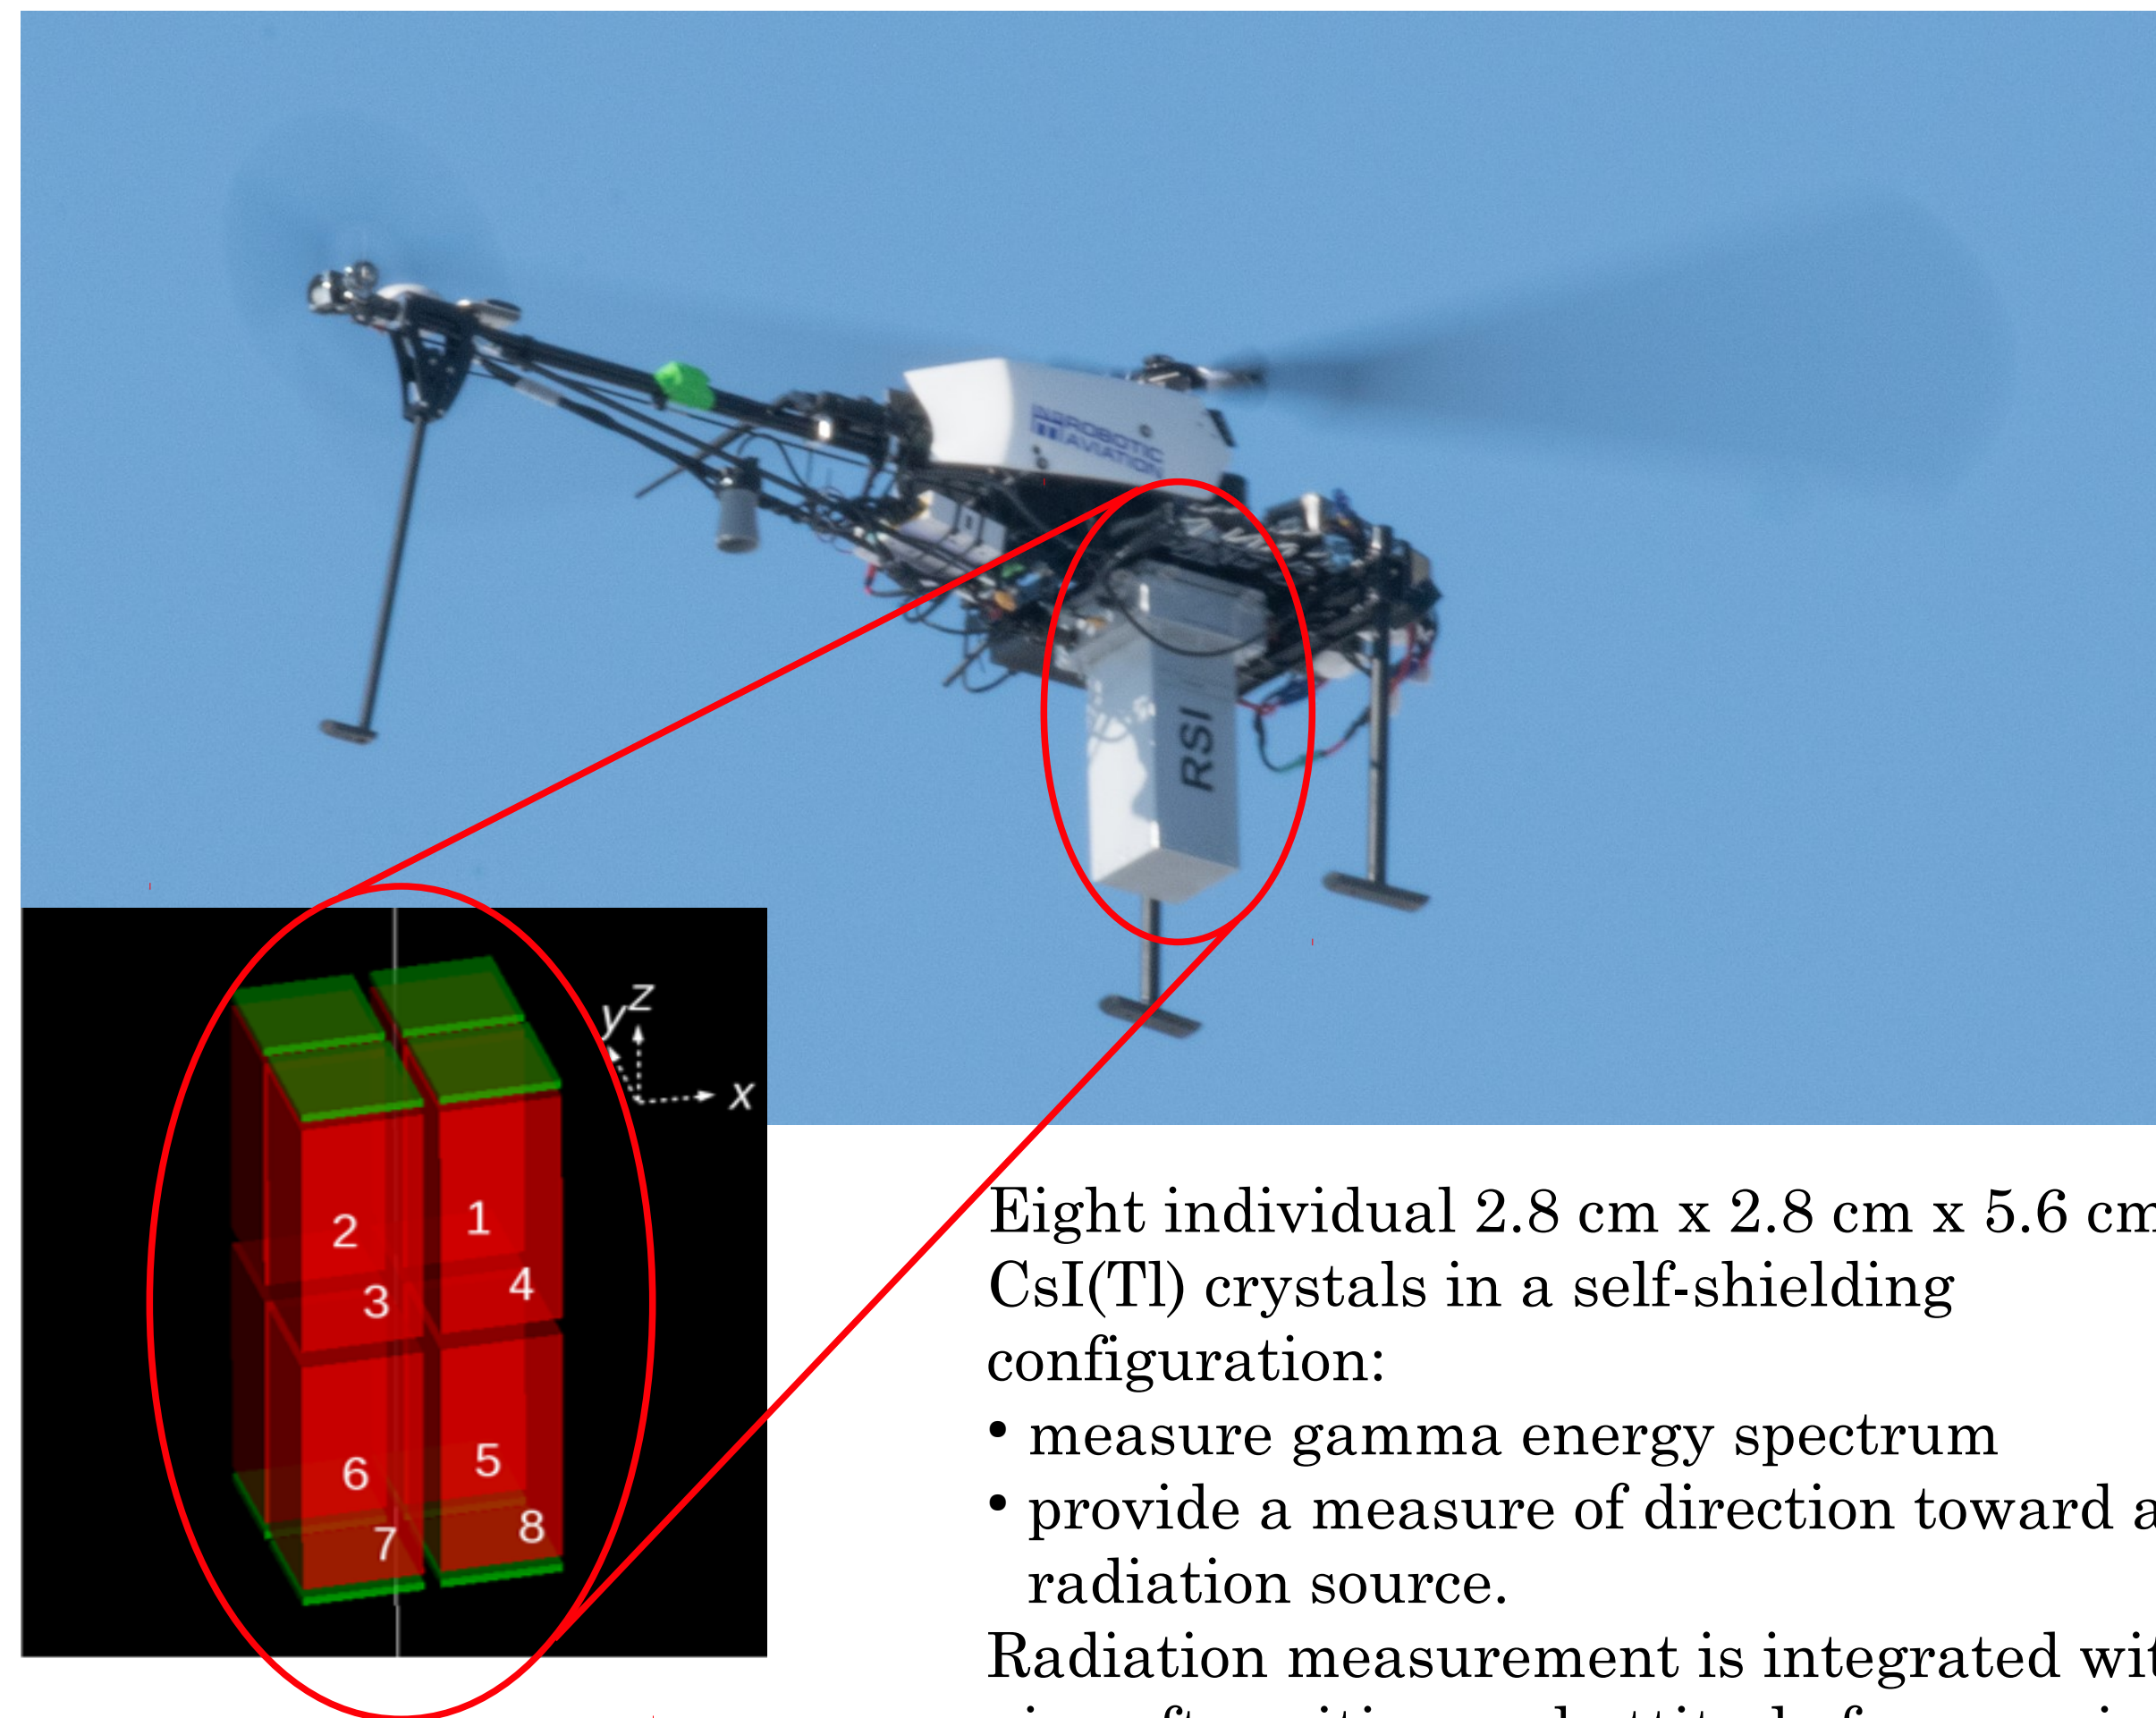 ROBOTIC
AVIATION
RSI
z
y
x
1
2
4
3
5
6
8
7
Eight individual 2.8 cm x 2.8 cm x 5.6 cm
CsI(Tl) crystals in a self-shielding
configuration:
• measure gamma energy spectrum
• provide a measure of direction toward a
radiation source.
Radiation measurement is integrated